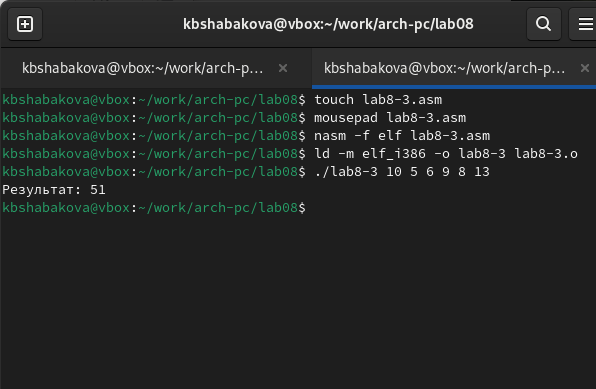 kbshabakova@vbox:~/work/arch-pc/lab08
kbshabakova@vbox:~/work/arch-p...
kbshabakova@vbox:~/work/arch-p...
kbshabakova@vbox:~/work/arch-pc/lab08$ touch lab8-3.asm
kbshabakova@vbox:~/work/arch-pc/lab08$ mousepad lab8-3.asm
kbshabakova@vbox:~/work/arch-pc/lab08$ nasm -f elf lab8-3.asm
kbshabakova@vbox:~/work/arch-pc/lab08$ ld -m elf_i386 -o lab8-3 lab8-3.o
kbshabakova@vbox:~/work/arch-pc/lab08$ ./lab8-3 10 5 6 9 8 13
Результат: 51
kbshabakova@vbox:~/work/arch-pc/lab08$